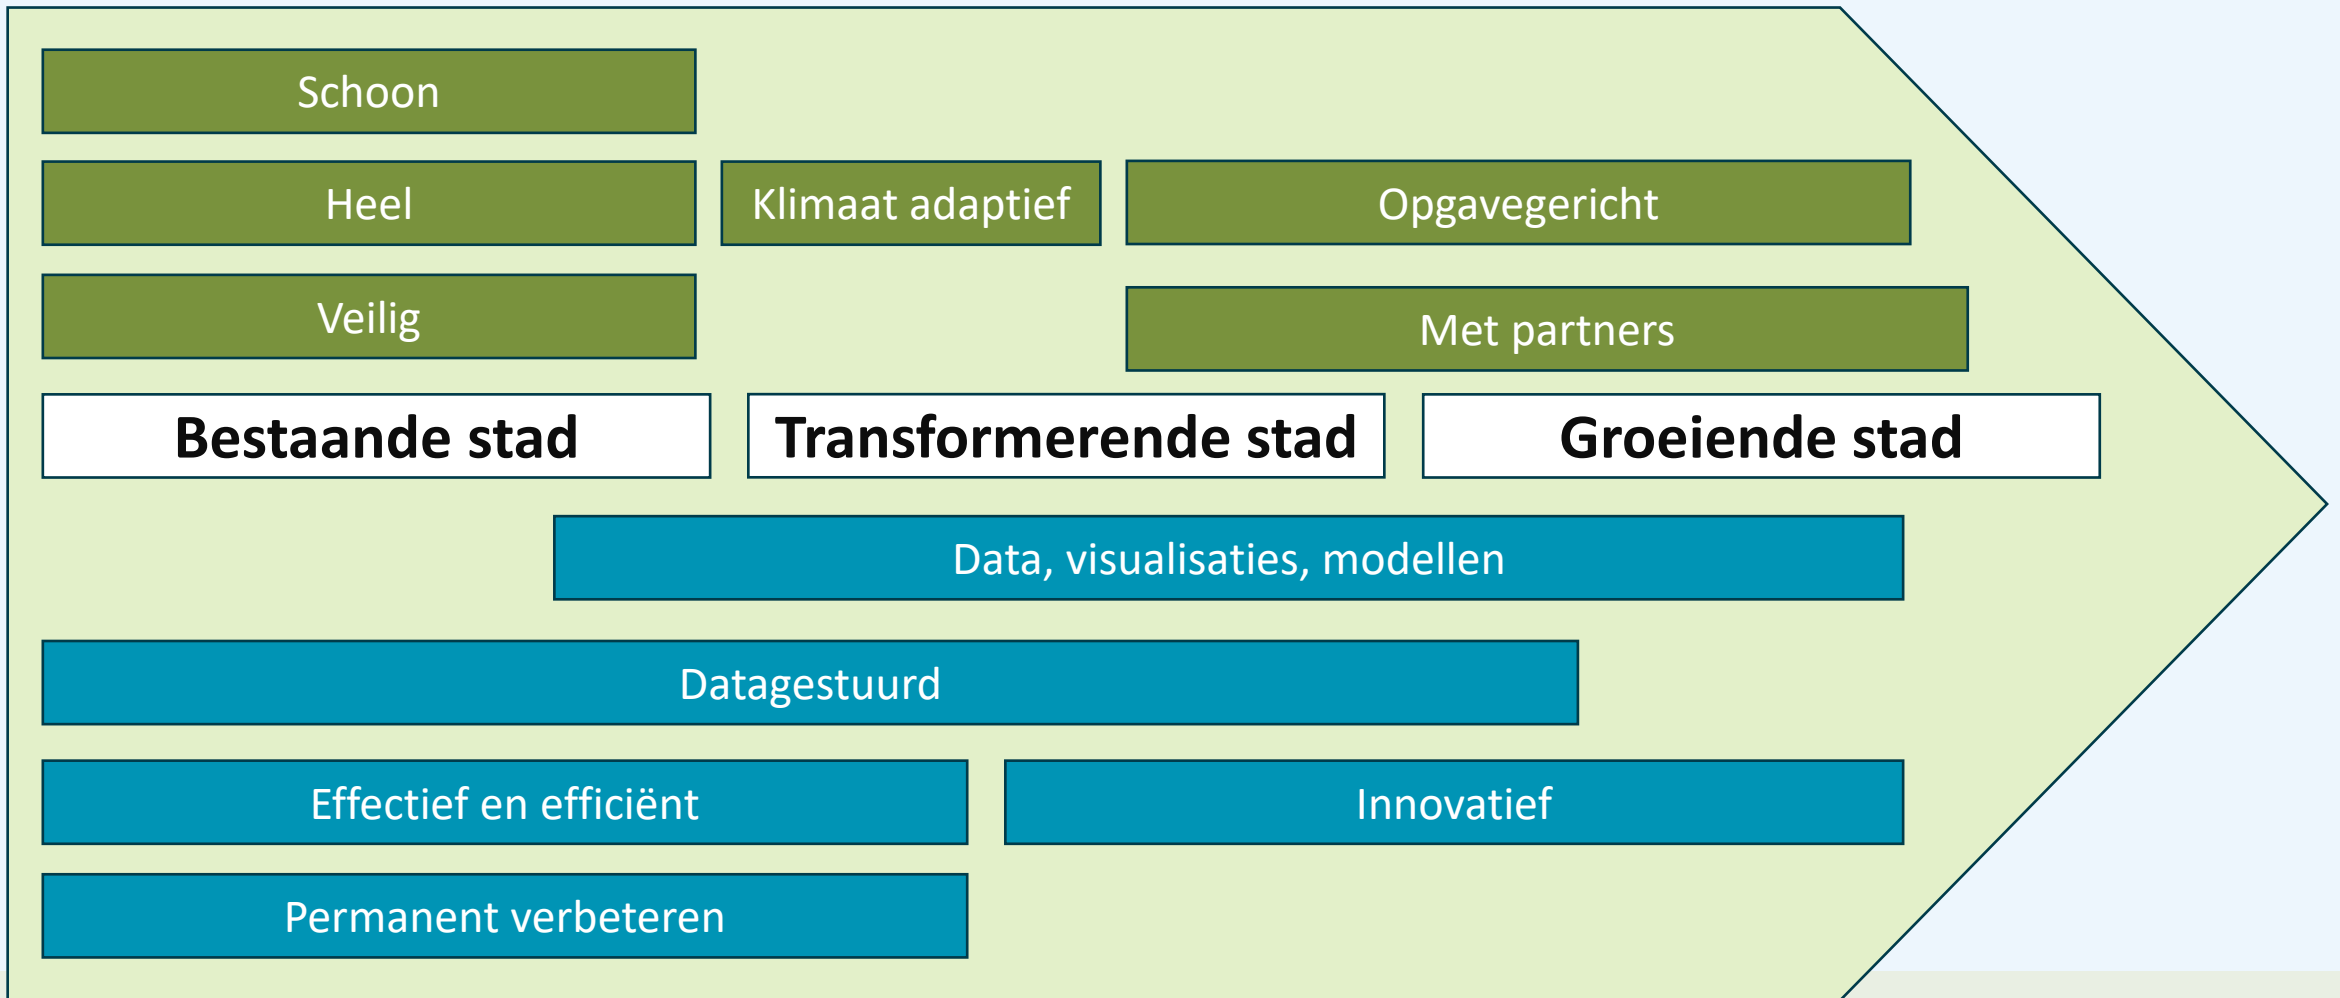 Schoon
Heel
Klimaat adaptief
Opgavegericht
Veilig
Met partners
Bestaande stad
Transformerende stad
Groeiende stad
Data, visualisaties, modellen
Datagestuurd
Effectief en efficiënt
Innovatief
Permanent verbeteren